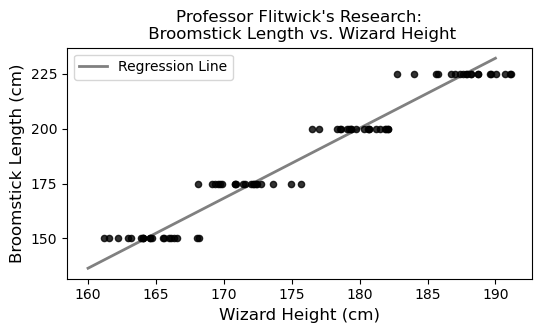 Professor Flitwick's Research:
Broomstick Length vs. Wizard Height
Regression Line
Broomstick Length (cm)
225
200
175
150
160 165 170 175 180 185 190
Wizard Height (cm)